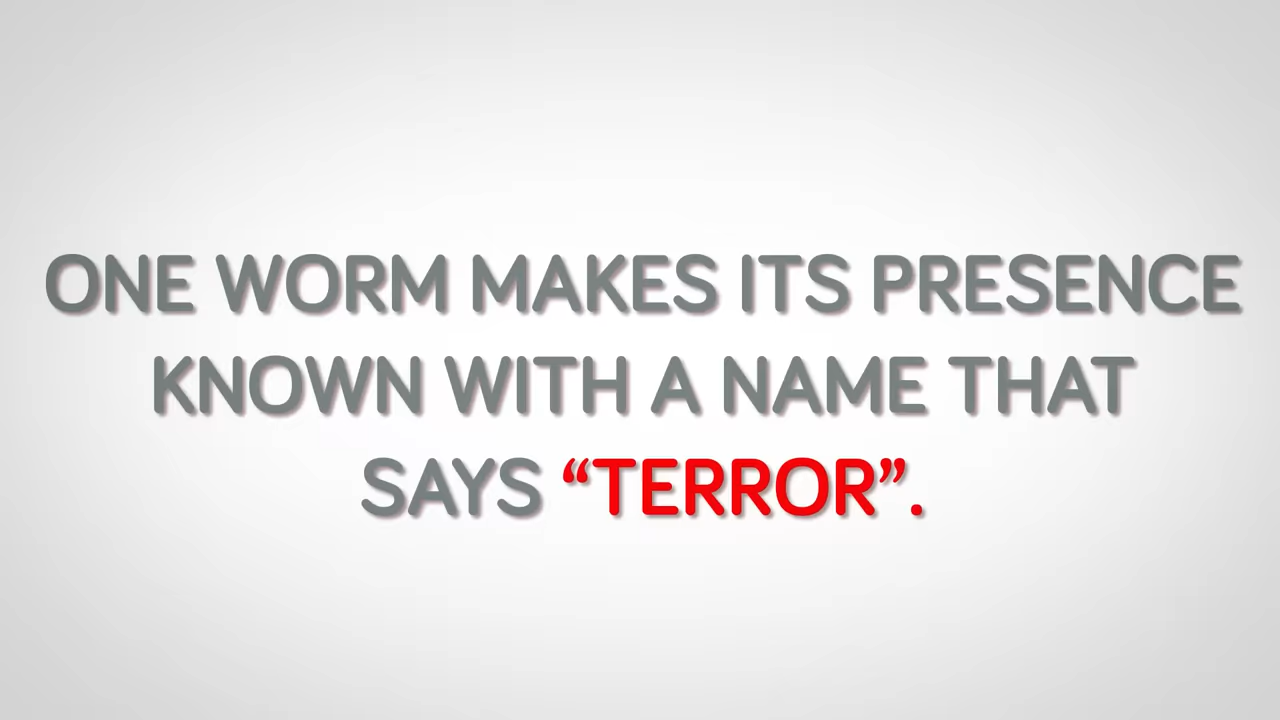 ONE WORM MAKES ITS PRESENCE
KNOWN WITH A NAME THAT
SAYS “TERROR”.